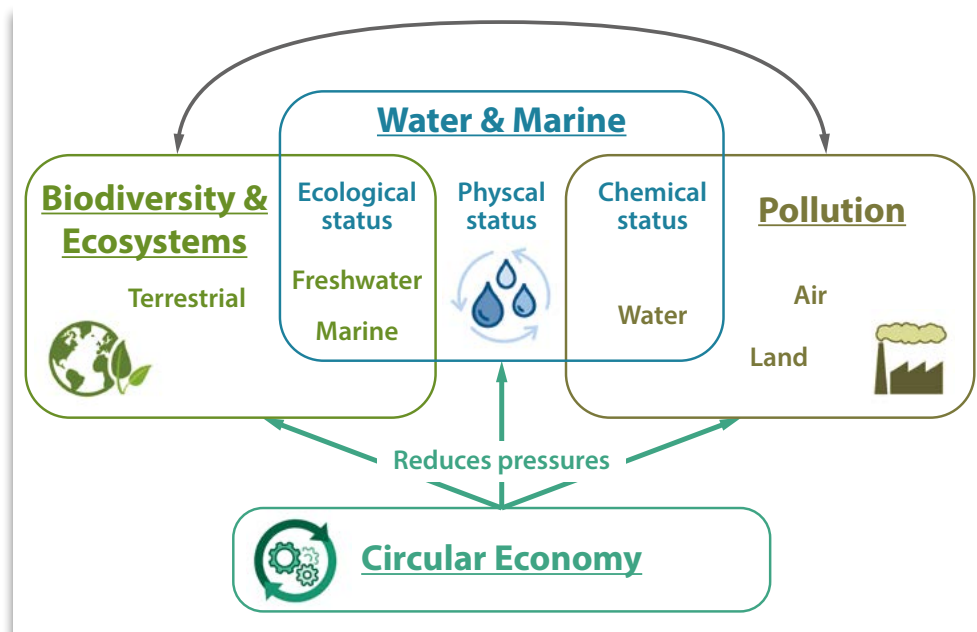 Water & Marine
Biodiversity &
Ecosystems
Terrestrial
Ecological
status
Freshwater
Marine
Physcal
status
Chemical
status
Water
Pollution
Air
Land
Reduces pressures
Circular Economy